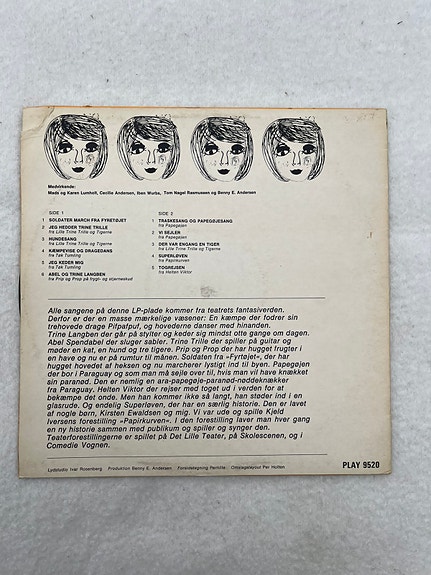 Medvirkende:
Mads og Karen Lumholt, Cecilie Andersen, Iben Wurbs, Tom Nagel Rasmussen og Benny E. Andersen
SIDE 1
1 SOLDATER MARCH FRA FYRETØJET
2 JEG HEDDER TRINE TRILLE
fra Lille Trine Trille og Tigerne
3 HUNDESANG
fra Lille Trine Trille og Tigerne
4 KÆMPEVISE OG DRAGEDANS
fra Tak Tumling
5 JEG KEDER MIG
fra Tak Tumling
6 ABEL OG TRINE LANGBEN
fra Prip og Prop på frygt- og stjerneskud
SIDE 2
1 TRASKESANG OG PAPEGØJESANG
fra Papegøjen
2 VI SEJLER
fra Papegøjen
3 DER VAR ENGANG EN TIGER
fra Lille Trine Trille og Tigerne
4 SUPERLØVEN
fra Papirkurven
5 TOGREJSEN
fra Helten Viktor
Alle sangene på denne LP-plade kommer fra teatrets fantasiverden.
Derfor er der en masse mærkelige væsener: En kæmpe der fodrer sin
trehovede drage Pifpafpuf, og hovederne danser med hinanden.
Trine Langben der går på stylter og keder sig mindst otte gange om dagen.
Abel Spendabel der sluger sabler. Trine Trille der spiller på guitar og
møder en kat, en hund og tre tigere. Prip og Prop der har hugget frugter i
en have og nu er på rumtur til månen. Soldaten fra »Fyrtøjet«, der har
hugget hovedet af heksen og nu marcherer lystigt ind til byen. Papegøjen
der bor i Paraguay og som man må sejle over til, hvis man vil have knækket
sin paranød. Den er nemlig en ara-papegøje-paranød-nøddeknækker
fra Paraguay. Helten Viktor der rejser med toget ud i verden for at
bekæmpe det onde. Men han kommer ikke så langt, han støder ind i en
glasrude. Og endelig Superløven, der har en særlig historie. Den er lavet
af nogle børn, Kirsten Ewaldsen og mig. Vi var ude og spille Kjeld
Iversens forestilling »Papirkurven«. I den forestilling laver man hver gang
en ny historie sammen med publikum og spiller og synger den.
Teaterforestillingerne er spillet på Det Lille Teater, på Skolescenen, og i
Comedie Vognen.
Lydstudie Ivar Rosenberg Produktion Benny E. Andersen Forsidetegning Pernille Omslagslayout Per Holten
PLAY 9520